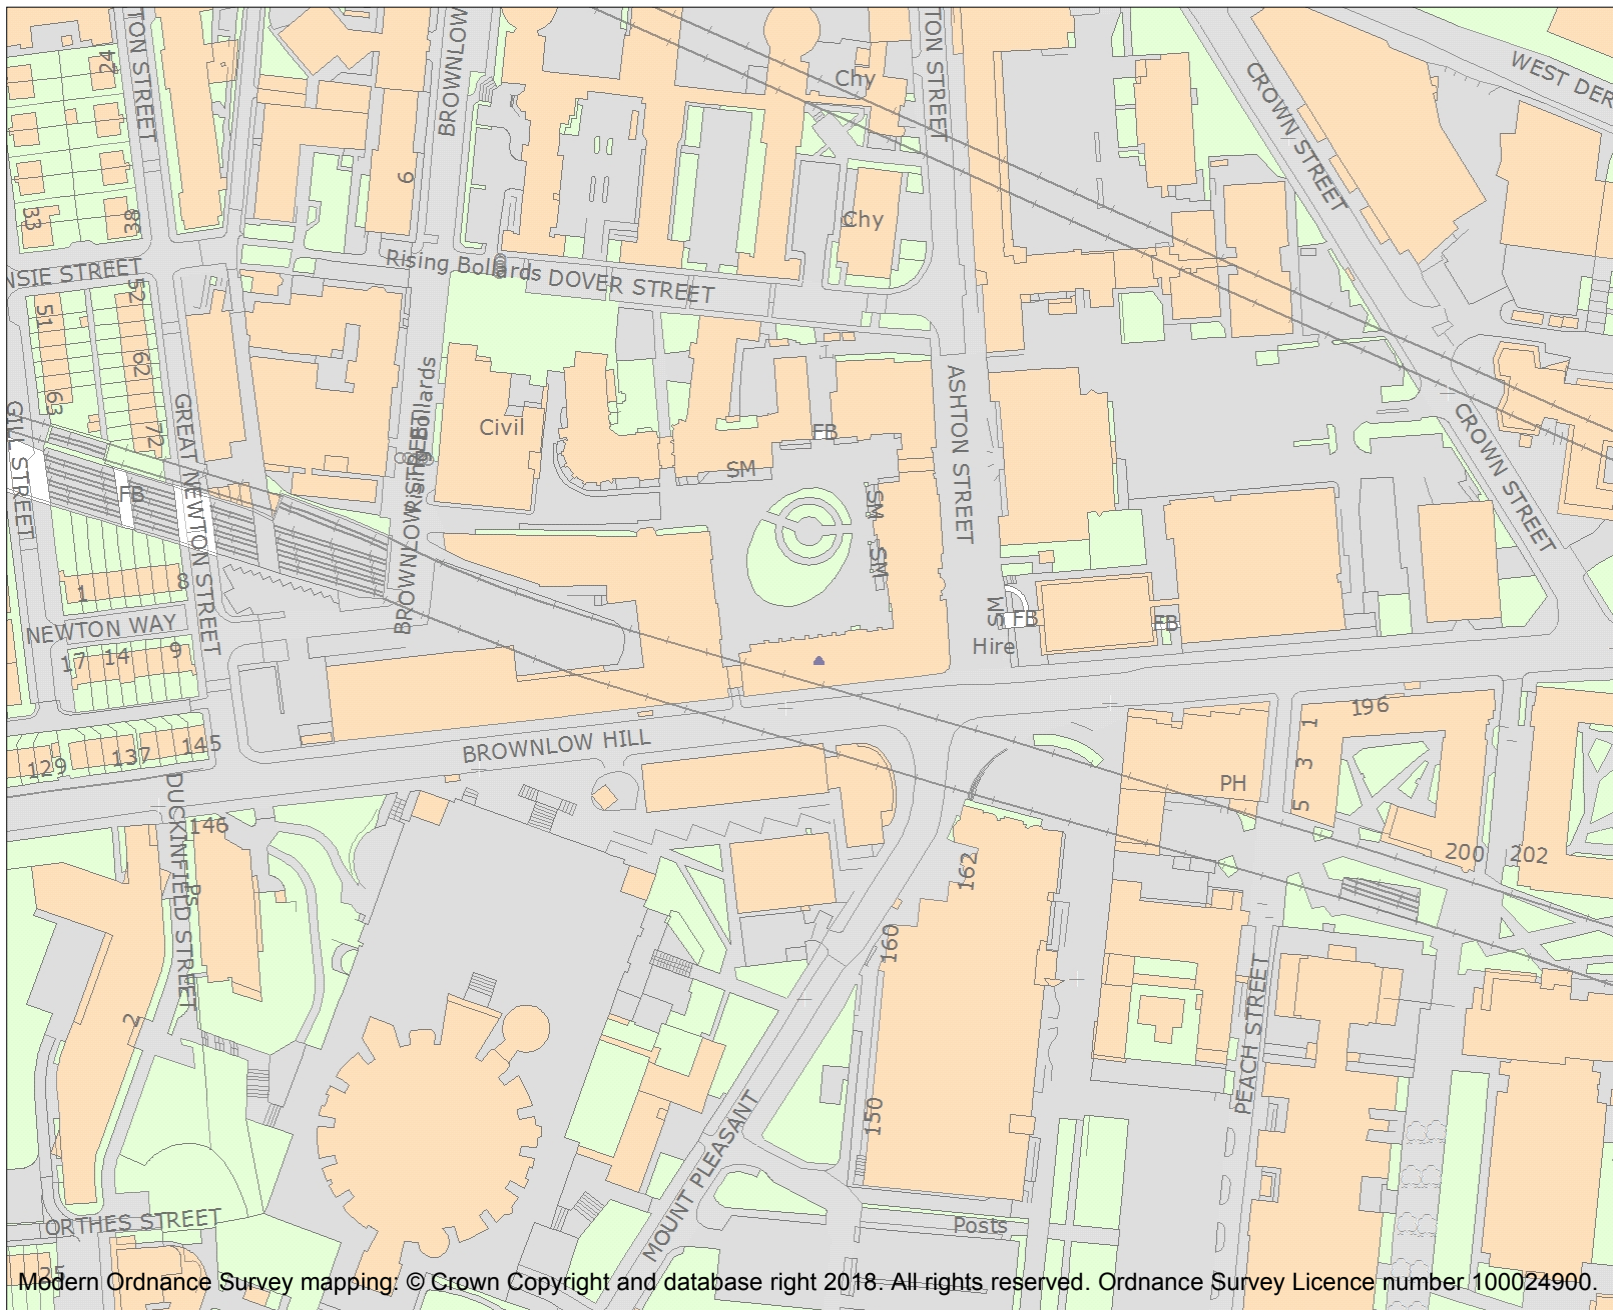 TON STREET
BROWNLOW
TON STREET
WEST DER
24
Chy
CROWN STREET
6
33
38
Chy
NSIE STREET
Rising Bollards
DOVER STREET
52
51
62
63
72
GILL STREET
GREAT NEWTON STREET
Rising Bollards
BROWNLOW STREET
Civil
FB
SM
ASHTON STREET
CROWN STREET
FB
SM
SM
1
8
SM
FB
FB
Hire
NEWTON WAY
17
14
9
196
1
3
5
BROWNLOW HILL
145
137
129
PH
DUCKINFIELD STREET
146
162
200
202
Ps
160
2
PEACH STREET
150
MOUNT PLEASANT
ORTHES STREET
Posts
25
Modern Ordnance Survey mapping: © Crown Copyright and database right 2018. All rights reserved. Ordnance Survey Licence number 100024900.